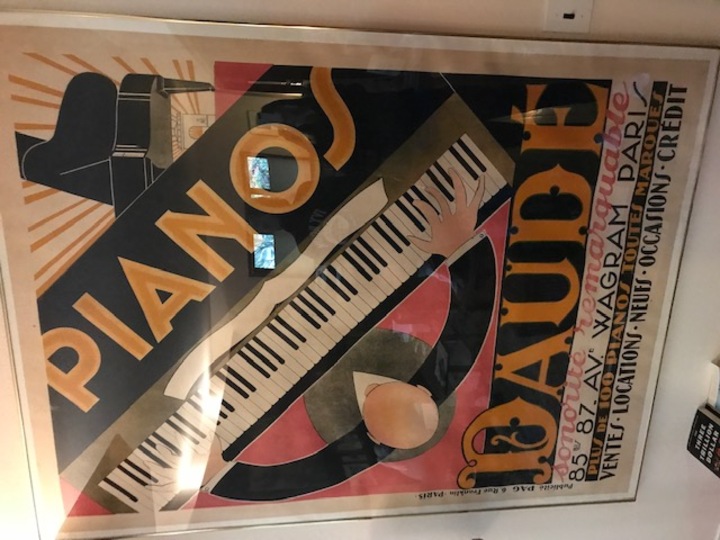 PIANOS
DAUDÉ
sonorité remarquable
85 et 87. AVE WAGRAM PARIS
PLUS DE 100 PIANOS TOUTES MARQUES
VENTES·LOCATIONS·NEUFS·OCCASIONS·CRÉDIT
Publicité PAG 6 Rue Franklin - PARIS